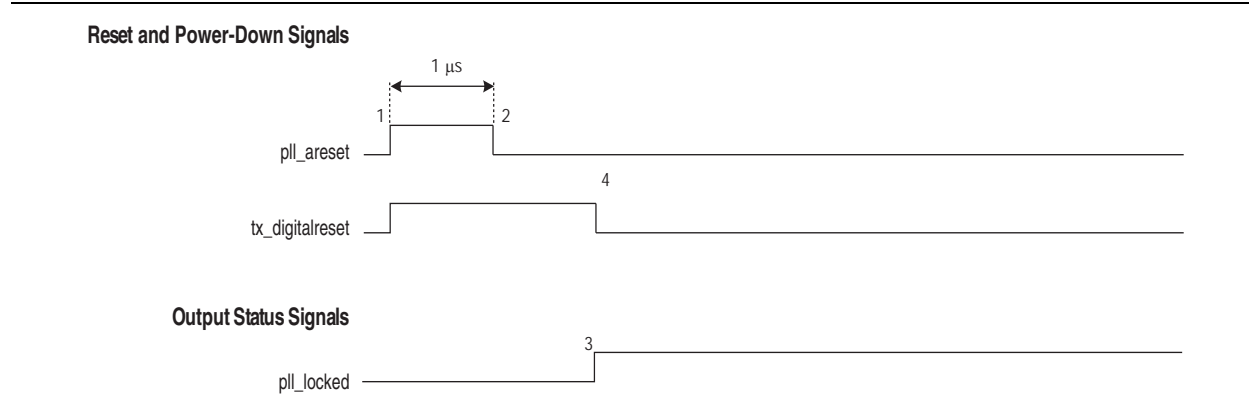 Reset and Power-Down Signals
1 μs
1
2
pll_areset
4
tx_digitalreset
Output Status Signals
3
pll_locked